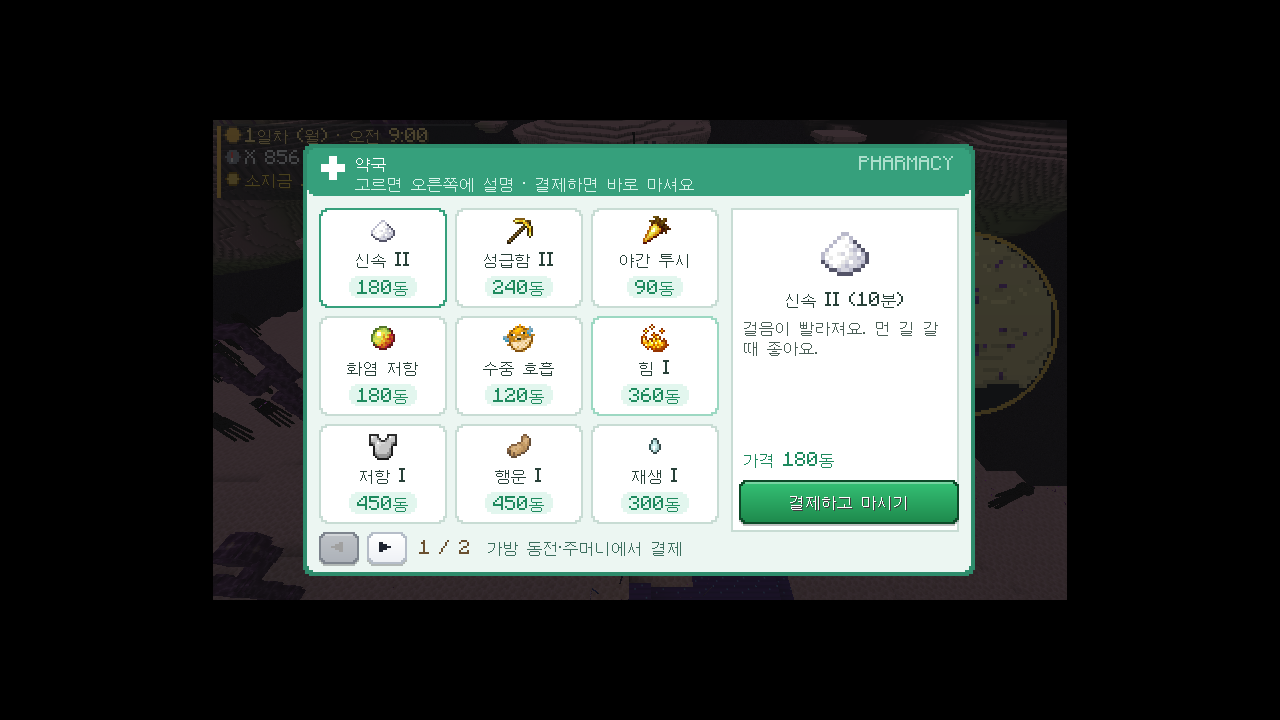 1일차 (월) · 오전 9:00
X 856
소지금
약국
PHARMACY
고르면 오른쪽에 설명 · 결제하면 바로 마셔요
신속 II
180동
성급함 II
240동
야간 투시
90동
화염 저항
180동
수중 호흡
120동
힘 I
360동
저항 I
450동
행운 I
450동
재생 I
300동
신속 II (10분)
걸음이 빨라져요. 먼 길 갈
때 좋아요.
가격 180동
결제하고 마시기
1 / 2
가방 동전·주머니에서 결제